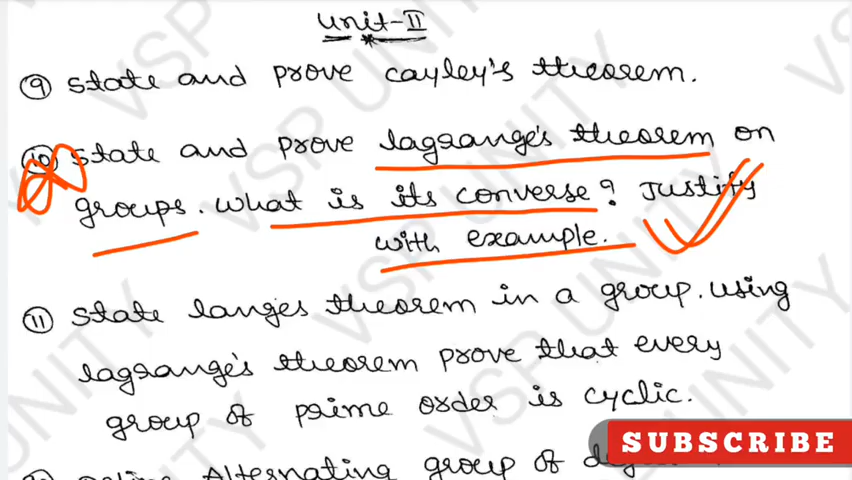 Unit-II
⑨ State and prove Cayley's theorem.
⑩ State and prove lagrange's theorem on
groups. What is its converse? Justify
with example.
⑪ State langes theorem in a group. Using
lagrange's theorem prove that every
group of prime order is cyclic.
Alternating group of
SUBSCRIBE
VSP UNITY